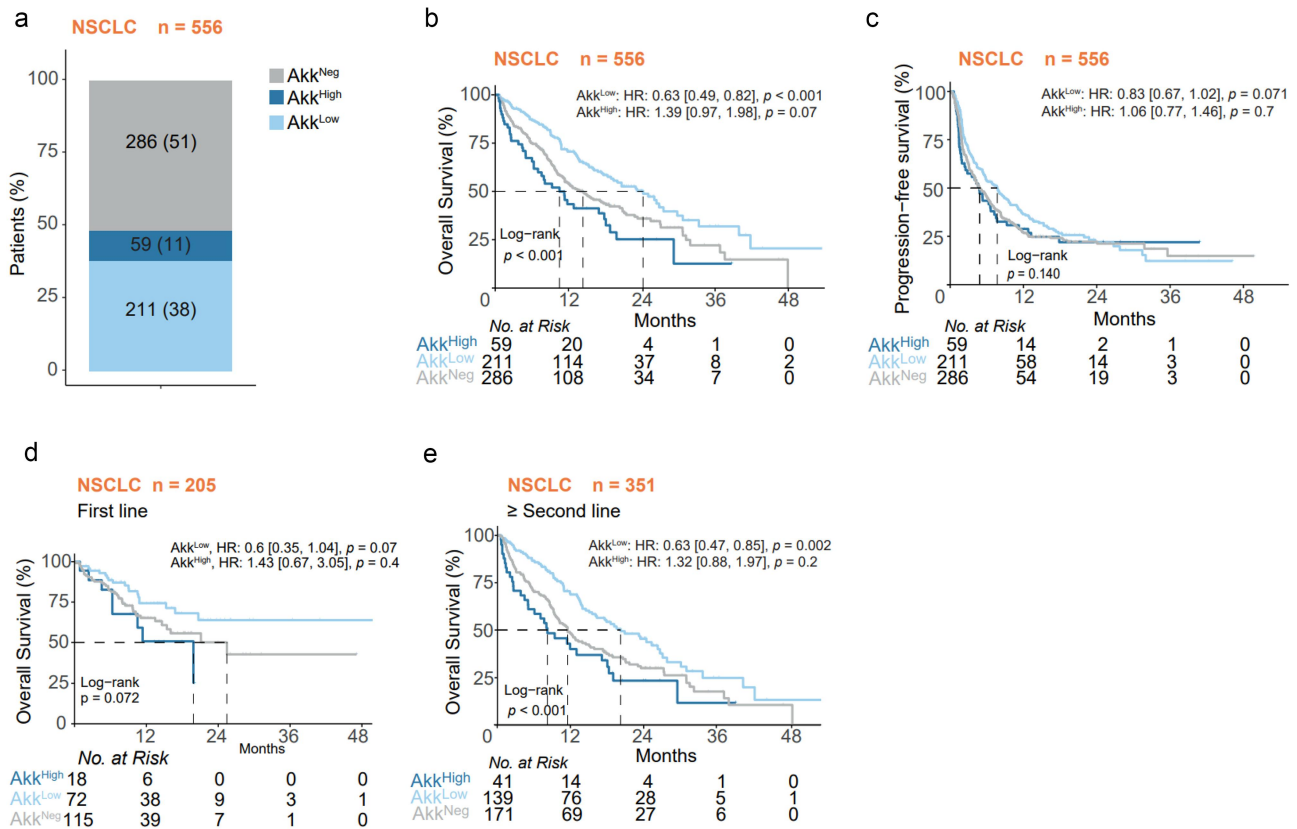 a
NSCLC n = 556
Patients (%)
100
75
50
25
0
286 (51)
59 (11)
211 (38)
AkkNeg
AkkHigh
AkkLow
b
NSCLC n = 556
Overall Survival (%)
100
75
50
25
0 12 24 36 48
Months
AkkLow: HR: 0.63 [0.49, 0.82], p < 0.001
AkkHigh: HR: 1.39 [0.97, 1.98], p = 0.07
Log-rank
p < 0.001
No. at Risk
AkkHigh 59 20 4 1 0
AkkLow 211 114 37 8 2
AkkNeg 286 108 34 7 0
c
NSCLC n = 556
Progression-free survival (%)
100
75
50
25
0 12 24 36 48
Months
AkkLow: HR: 0.83 [0.67, 1.02], p = 0.071
AkkHigh: HR: 1.06 [0.77, 1.46], p = 0.7
Log-rank
p = 0.140
No. at Risk
AkkHigh 59 14 2 1 0
AkkLow 211 58 14 3 0
AkkNeg 286 54 19 3 0
d
NSCLC n = 205
First line
Overall Survival (%)
100
75
50
25
0
12 24 36 48
Months
AkkLow, HR: 0.6 [0.35, 1.04], p = 0.07
AkkHigh, HR: 1.43 [0.67, 3.05], p = 0.4
Log-rank
p = 0.072
No. at Risk
AkkHigh 18 6 0 0 0
AkkLow 72 38 9 3 1
AkkNeg 115 39 7 1 0
e
NSCLC n = 351
≥ Second line
Overall Survival (%)
100
75
50
25
0 12 24 36 48
Months
AkkLow: HR: 0.63 [0.47, 0.85], p = 0.002
AkkHigh: HR: 1.32 [0.88, 1.97], p = 0.2
Log-rank
p < 0.001
No. at Risk
AkkHigh 41 14 4 1 0
AkkLow 139 76 28 5 1
AkkNeg 171 69 27 6 0